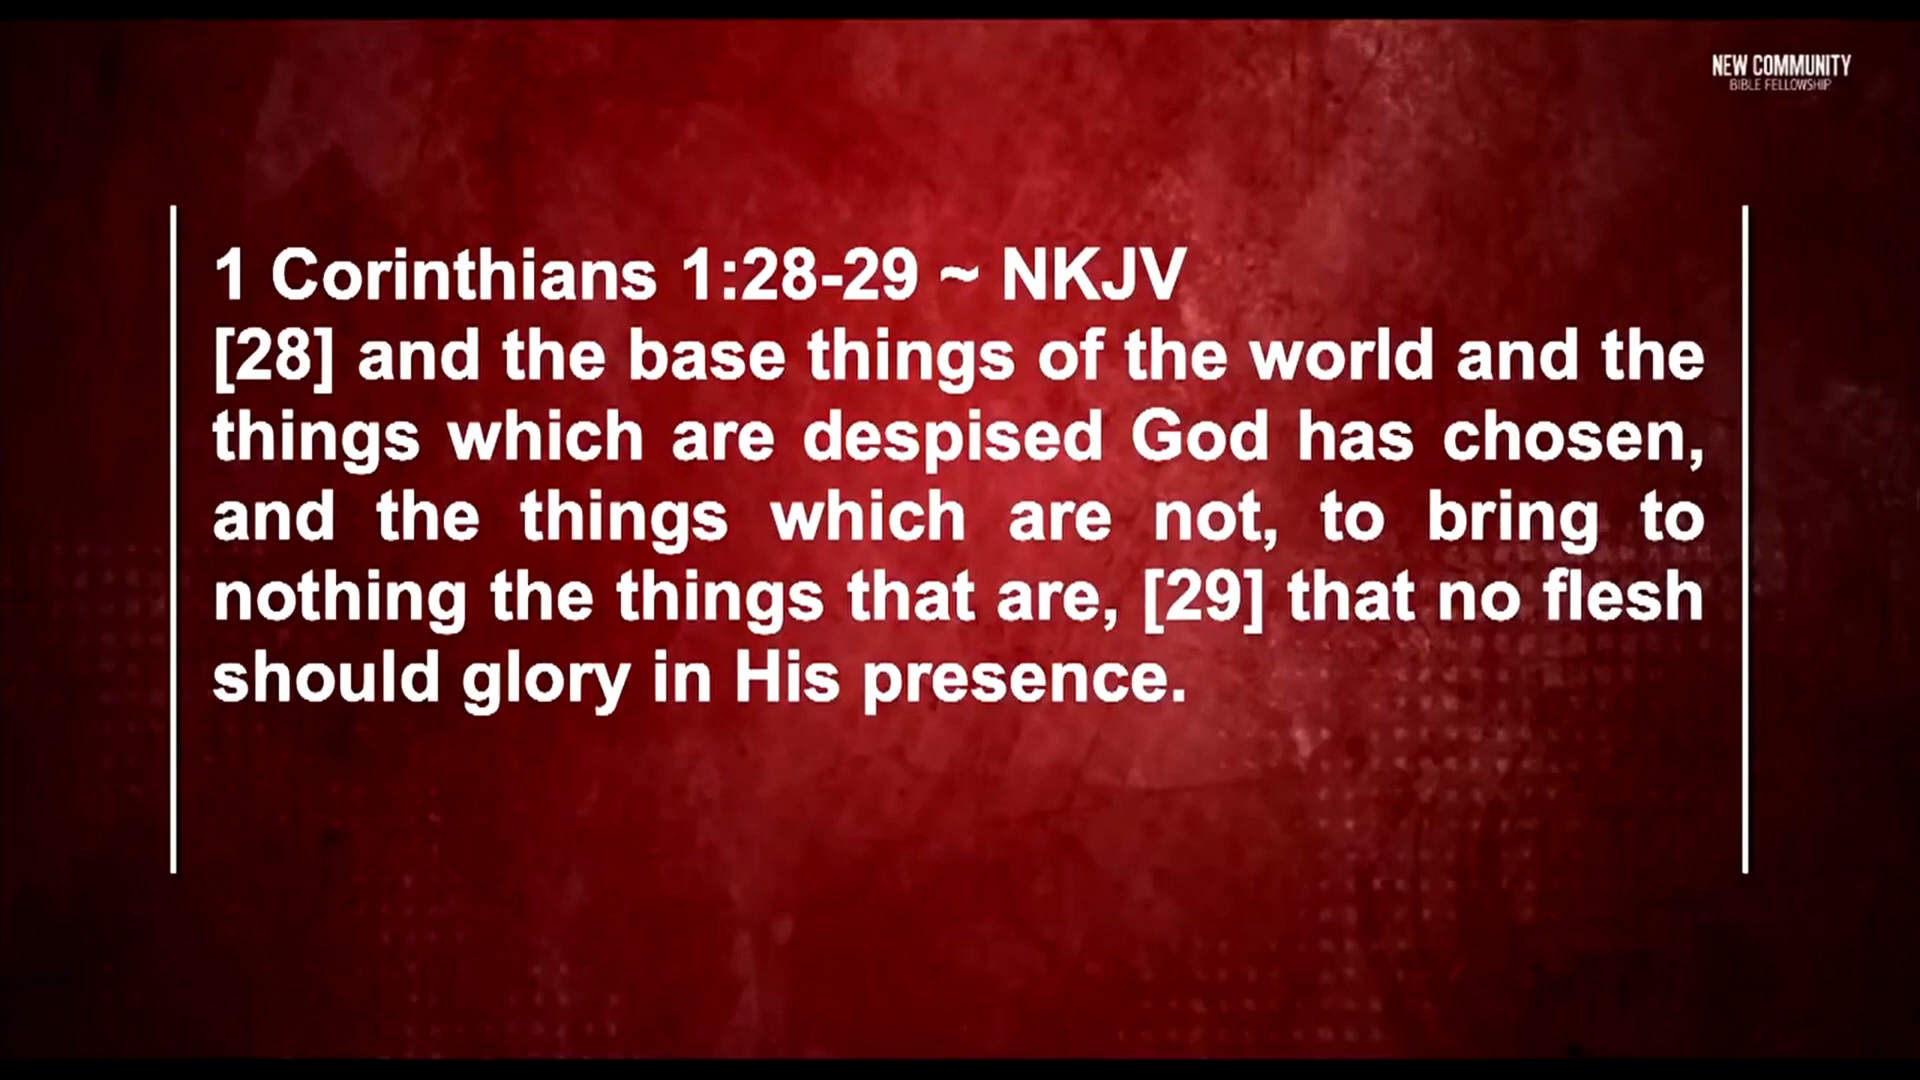 NEW COMMUNITY
BIBLE FELLOWSHIP
1 Corinthians 1:28-29 ~ NKJV
[28] and the base things of the world and the
things which are despised God has chosen,
and the things which are not, to bring to
nothing the things that are, [29] that no flesh
should glory in His presence.